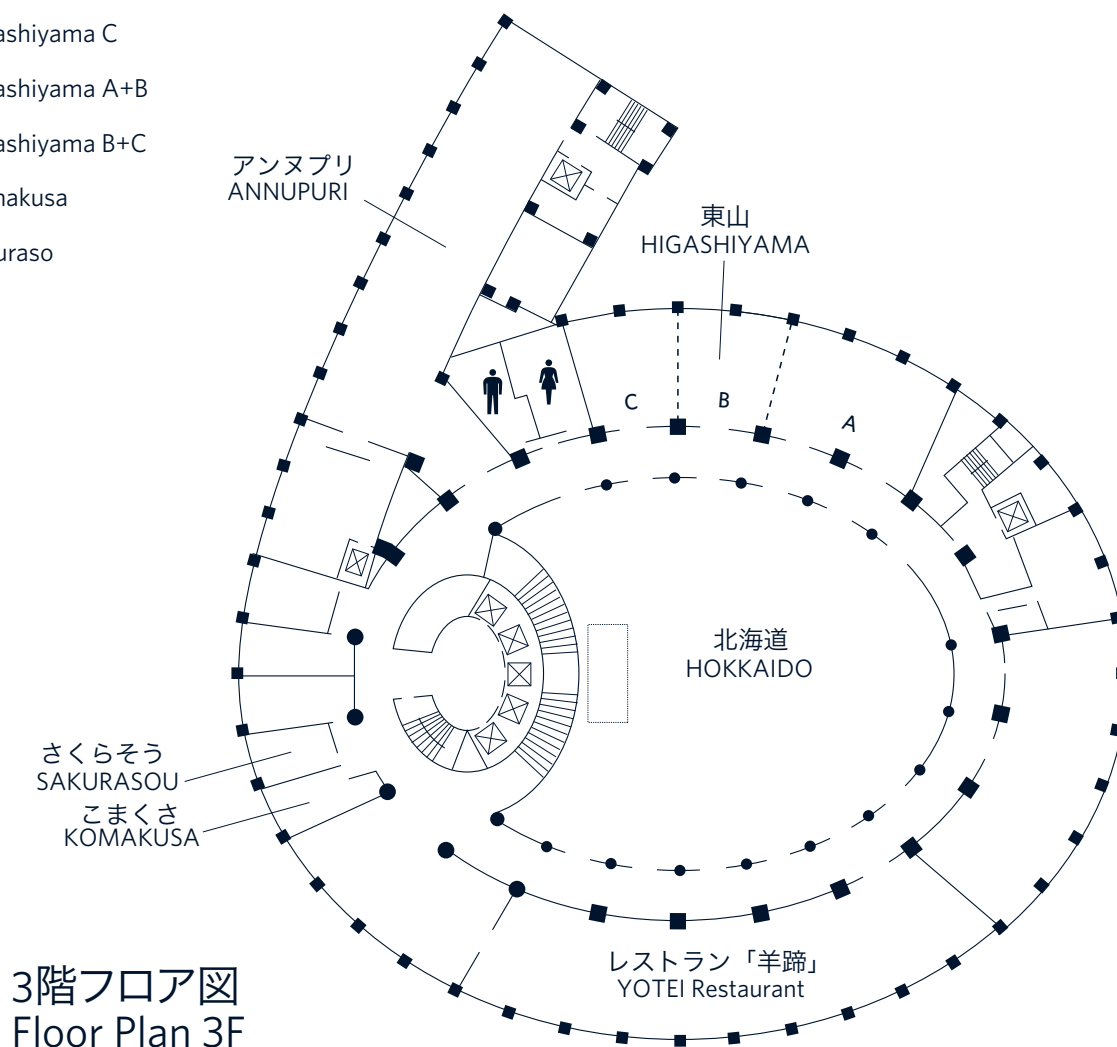 ashiyama C
ashiyama A+B
ashiyama B+C
nakusa
uraso
アンヌプリ
ANNUPURI
東山
HIGASHIYAMA
C
B
A
北海道
HOKKAIDO
さくらそう
SAKURASOU
こまくさ
KOMAKUSA
レストラン「羊蹄」
YOTEI Restaurant
3階フロア図
Floor Plan 3F